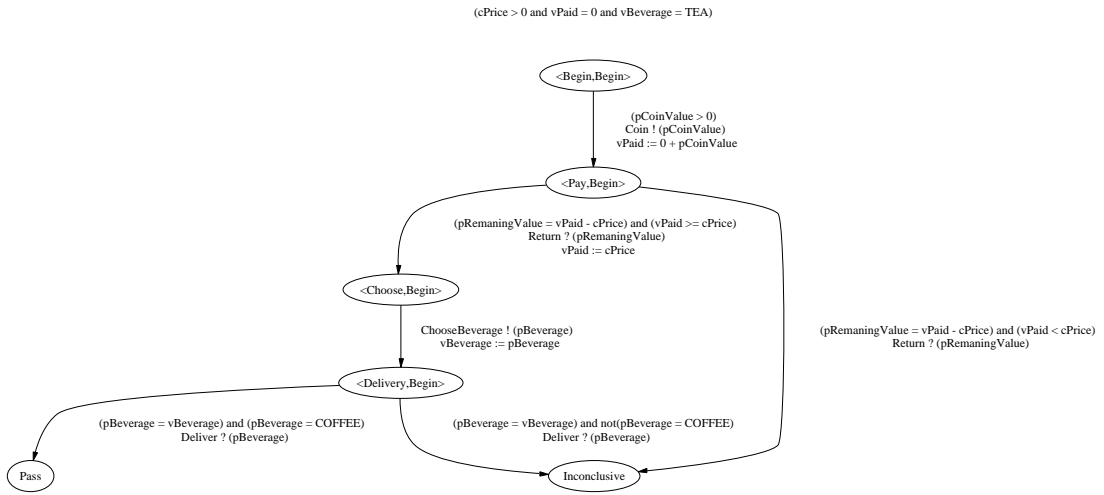 (cPrice > 0 and vPaid = 0 and vBeverage = TEA)
<Begin,Begin>
(pCoinValue > 0)
Coin ! (pCoinValue)
vPaid := 0 + pCoinValue
<Pay,Begin>
(pRemaningValue = vPaid - cPrice) and (vPaid >= cPrice)
Return ? (pRemaningValue)
vPaid := cPrice
<Choose,Begin>
ChooseBeverage ! (pBeverage)
vBeverage := pBeverage
(pRemaningValue = vPaid - cPrice) and (vPaid < cPrice)
Return ? (pRemaningValue)
<Delivery,Begin>
(pBeverage = vBeverage) and (pBeverage = COFFEE)
Deliver ? (pBeverage)
(pBeverage = vBeverage) and not(pBeverage = COFFEE)
Deliver ? (pBeverage)
Pass
Inconclusive